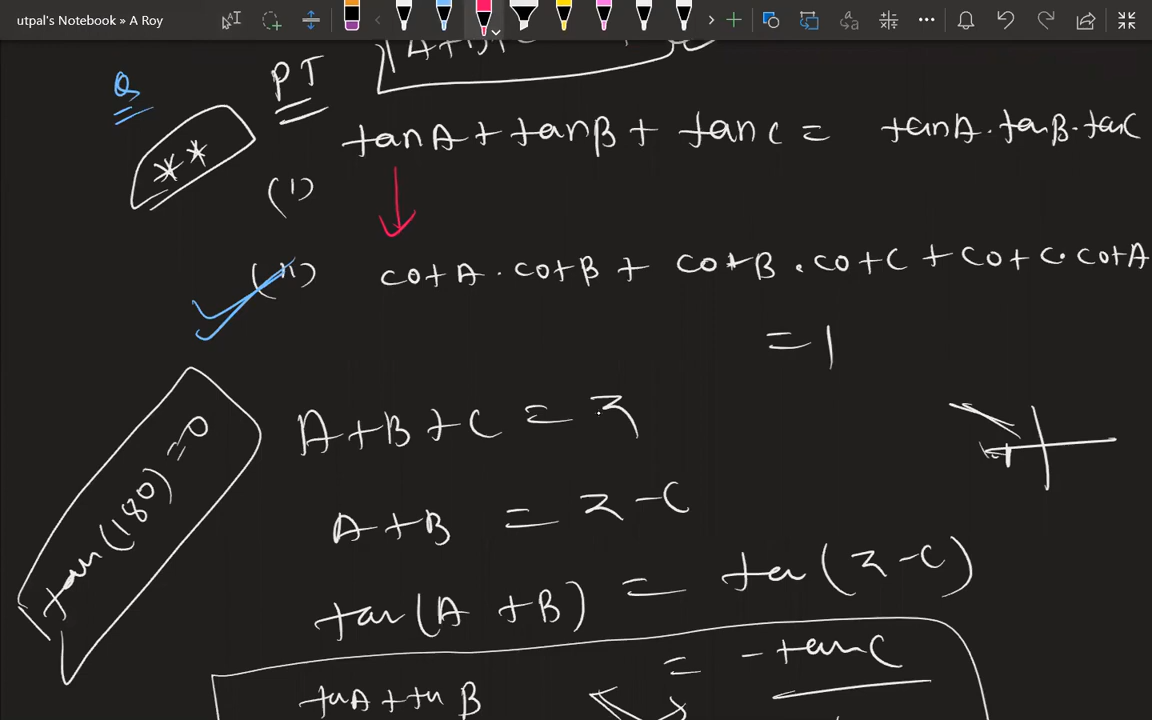 utpal's Notebook » A Roy
A+B+C
Q PT
tanA + tanB + tanC = tanA·tanB·tanC
**
(i)
(ii) cotA·cotB + cotB·cotC + cotC·cotA
= 1
A+B+C = π
tan(180)=0
A+B = π-C
tan(A+B) = tan(π-C)
= -tanC
tanA+tanB